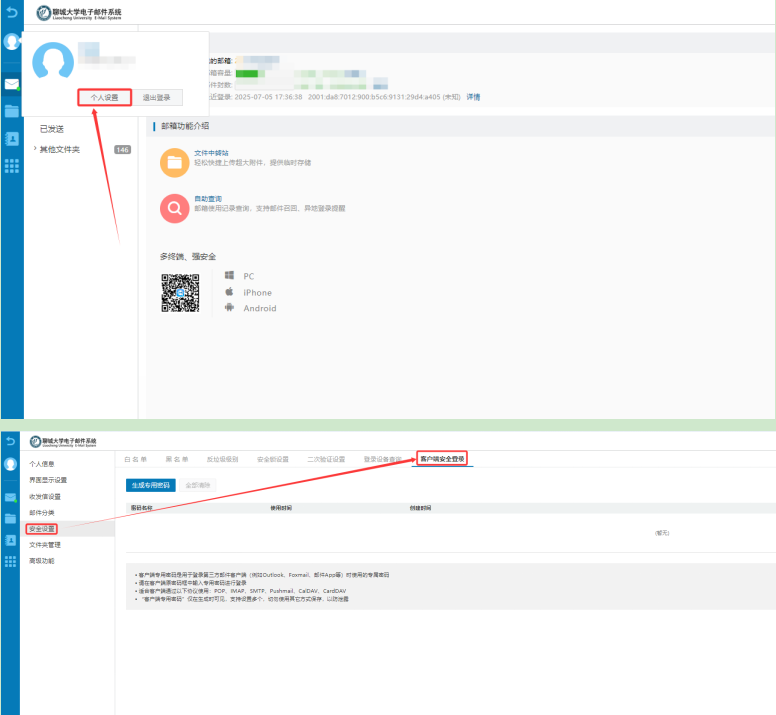 聊城大学电子邮件系统
Liaocheng University E-Mail System
的邮箱:
箱容量:
件封数:
个人设置 退出登录
近登录: 2025-07-05 17:36:38 2001:da8:7012:900:b5c6:9131:29d4:a405 (未知) 详情
已发送
其他文件夹 146
邮箱功能介绍
文件中转站
轻松快捷上传超大附件，提供临时存储
自助查询
邮箱使用记录查询、支持邮件召回、异地登录提醒
多终端、强安全
PC
iPhone
Android
聊城大学电子邮件系统
Liaocheng University E-Mail System
个人信息
界面显示设置
收发信设置
邮件分类
安全设置
文件夹管理
高级功能
白名单 黑名单 反垃圾级别 安全锁设置 二次验证设置 登录设备查询 客户端安全登录
生成专用密码 全部清除
密码名称 使用时间 创建时间
(暂无)
• 客户端专用密码是用于登录第三方邮件客户端（例如Outlook、Foxmail、邮件App等）时使用的专属密码
• 请在客户端原密码框中输入专用密码进行登录
• 适合客户端通过以下协议使用：POP、IMAP、SMTP、Pushmail、CalDAV、CardDAV
• “客户端专用密码”仅在生成时可见，支持设置多个，切勿使用其它方式保存，以防泄露